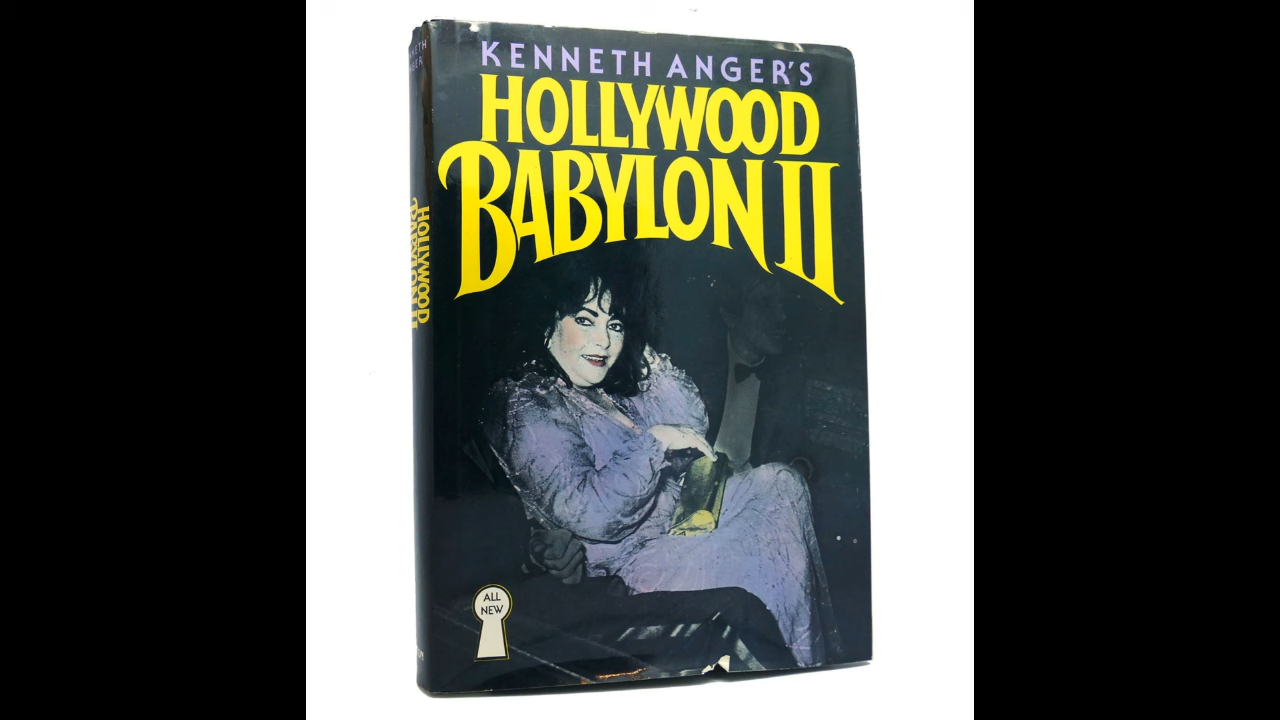 KENNETH ANGER'S
HOLLYWOOD
BABYLON II
HOLLYWOOD
BABYLON II
ALL
NEW